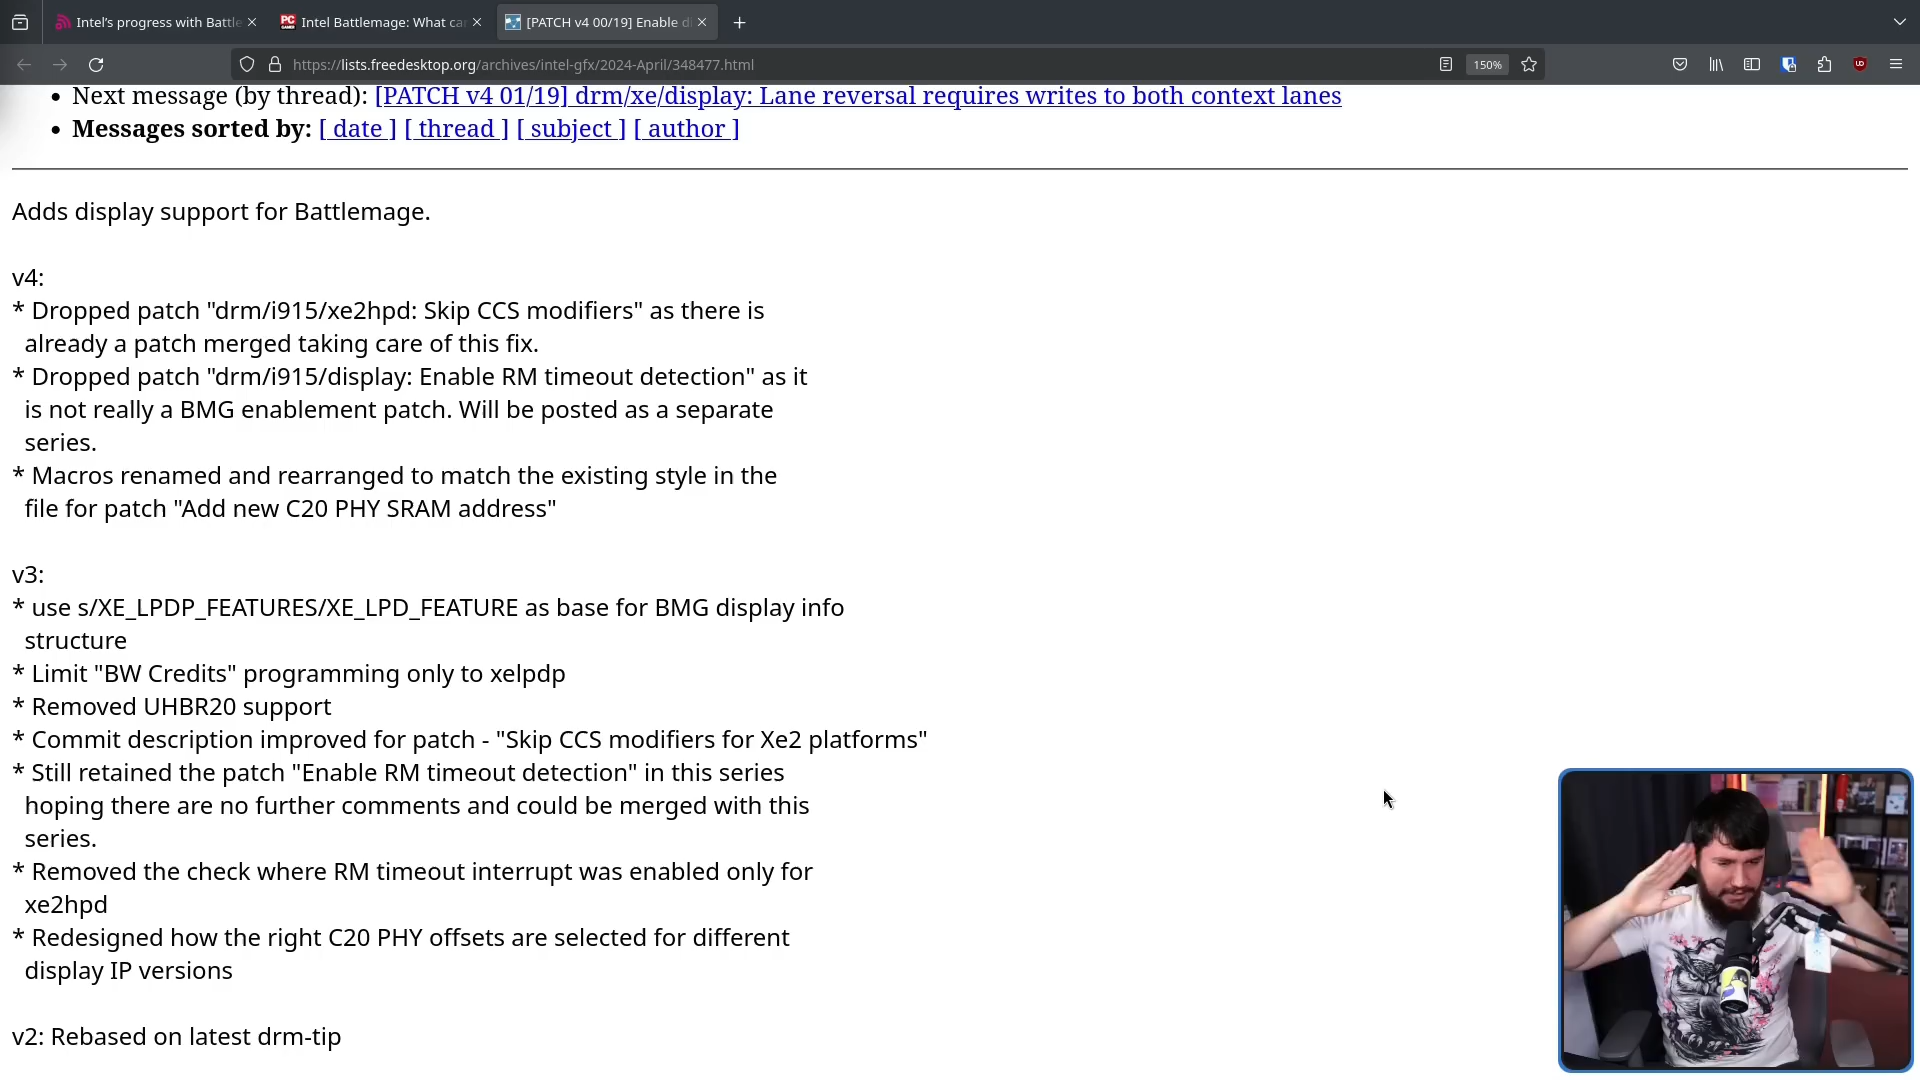 Intel's progress with Battle
Intel Battlemage: What ca
[PATCH v4 00/19] Enable d
https://lists.freedesktop.org/archives/intel-gfx/2024-April/348477.html
150%
• Next message (by thread): [PATCH v4 01/19] drm/xe/display: Lane reversal requires writes to both context lanes
• Messages sorted by: [ date ] [ thread ] [ subject ] [ author ]
Adds display support for Battlemage.
v4:
* Dropped patch "drm/i915/xe2hpd: Skip CCS modifiers" as there is
already a patch merged taking care of this fix.
* Dropped patch "drm/i915/display: Enable RM timeout detection" as it
is not really a BMG enablement patch. Will be posted as a separate
series.
* Macros renamed and rearranged to match the existing style in the
file for patch "Add new C20 PHY SRAM address"
v3:
* use s/XE_LPDP_FEATURES/XE_LPD_FEATURE as base for BMG display info
structure
* Limit "BW Credits" programming only to xelpdp
* Removed UHBR20 support
* Commit description improved for patch - "Skip CCS modifiers for Xe2 platforms"
* Still retained the patch "Enable RM timeout detection" in this series
hoping there are no further comments and could be merged with this
series.
* Removed the check where RM timeout interrupt was enabled only for
xe2hpd
* Redesigned how the right C20 PHY offsets are selected for different
display IP versions
v2: Rebased on latest drm-tip